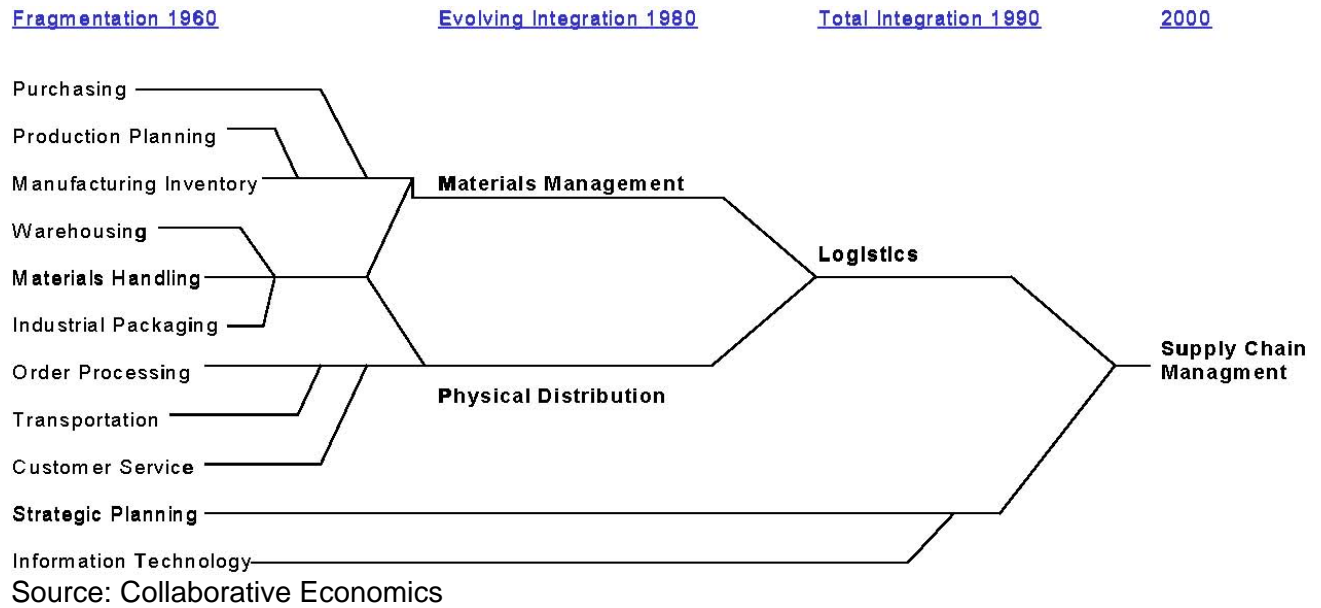 Fragmentation 1960 Evolving Integration 1980 Total Integration 1990 2000
Purchasing
Production Planning
Manufacturing Inventory
Materials Management
Warehousing
Logistics
Materials Handling
Industrial Packaging
Supply Chain
Managment
Order Processing
Physical Distribution
Transportation
Customer Service
Strategic Planning
Information Technology
Source: Collaborative Economics